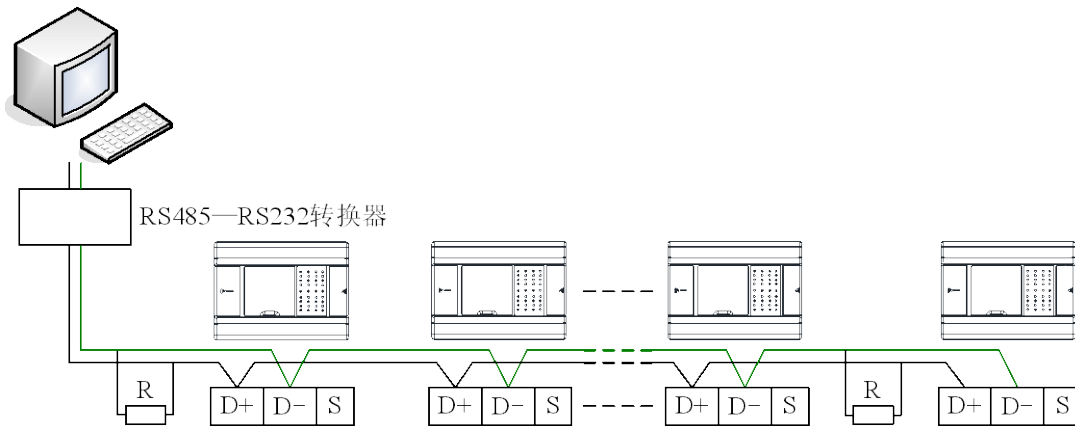 RS485—RS232转换器
R
D+ D- S
D+ D- S
D+ D- S
R
D+ D- S